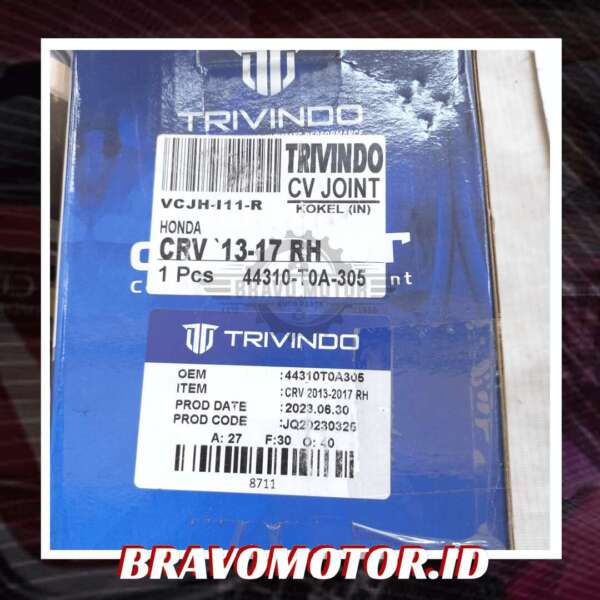 TRIVINDO
PERFORMANCE
TRIVINDO
CV JOINT
KOKEL (IN)
VCJH-I11-R
HONDA
CRV `13-17 RH
1 Pcs 44310-T0A-305
BRAVOMOTOR
TRIVINDO
OEM :44310T0A305
ITEM :CRV 2013-2017 RH
PROD DATE :2023.06.30
PROD CODE :JQ20230326
A: 27 F:30 O: 40
8711
BRAVOMOTOR.ID